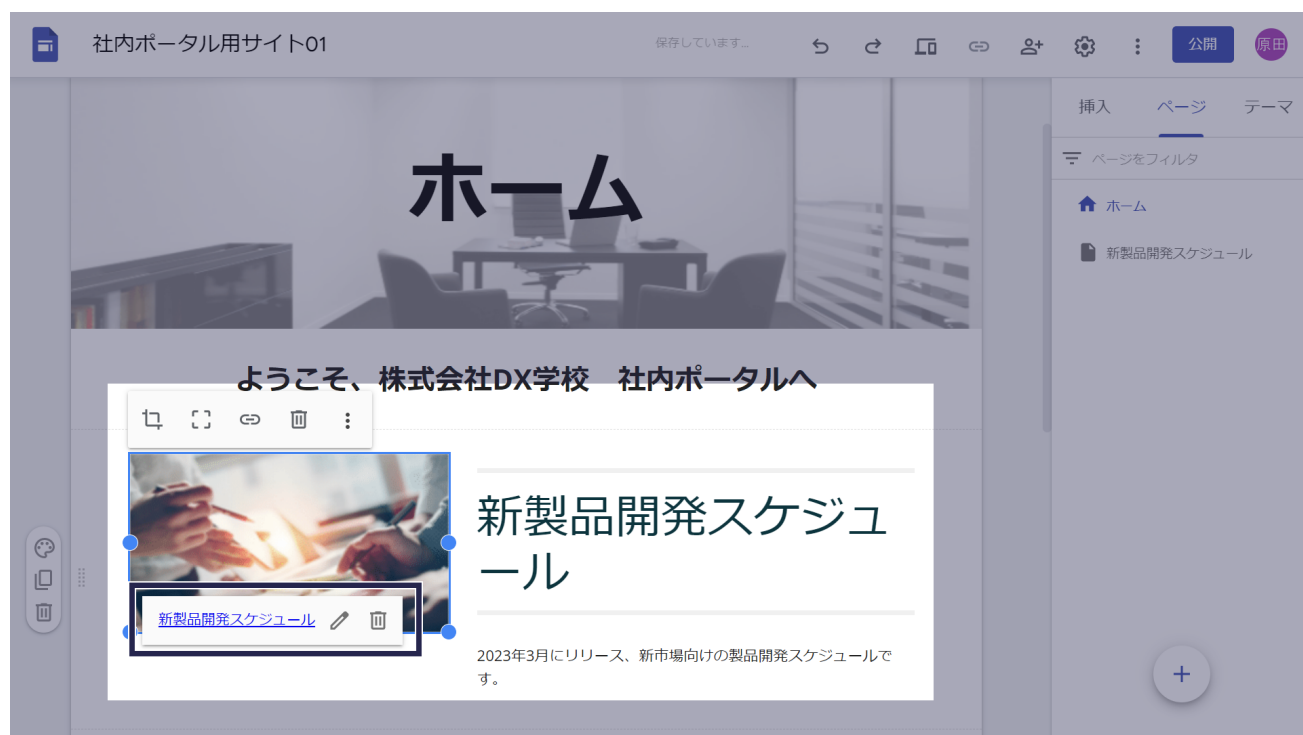 社内ポータル用サイト01
保存しています...
公開
原田
挿入
ページ
テーマ
ページをフィルタ
ホーム
新製品開発スケジュール
ホーム
ようこそ、株式会社DX学校　社内ポータルへ
新製品開発スケジュ
ール
新製品開発スケジュール
2023年3月にリリース、新市場向けの製品開発スケジュールで
す。